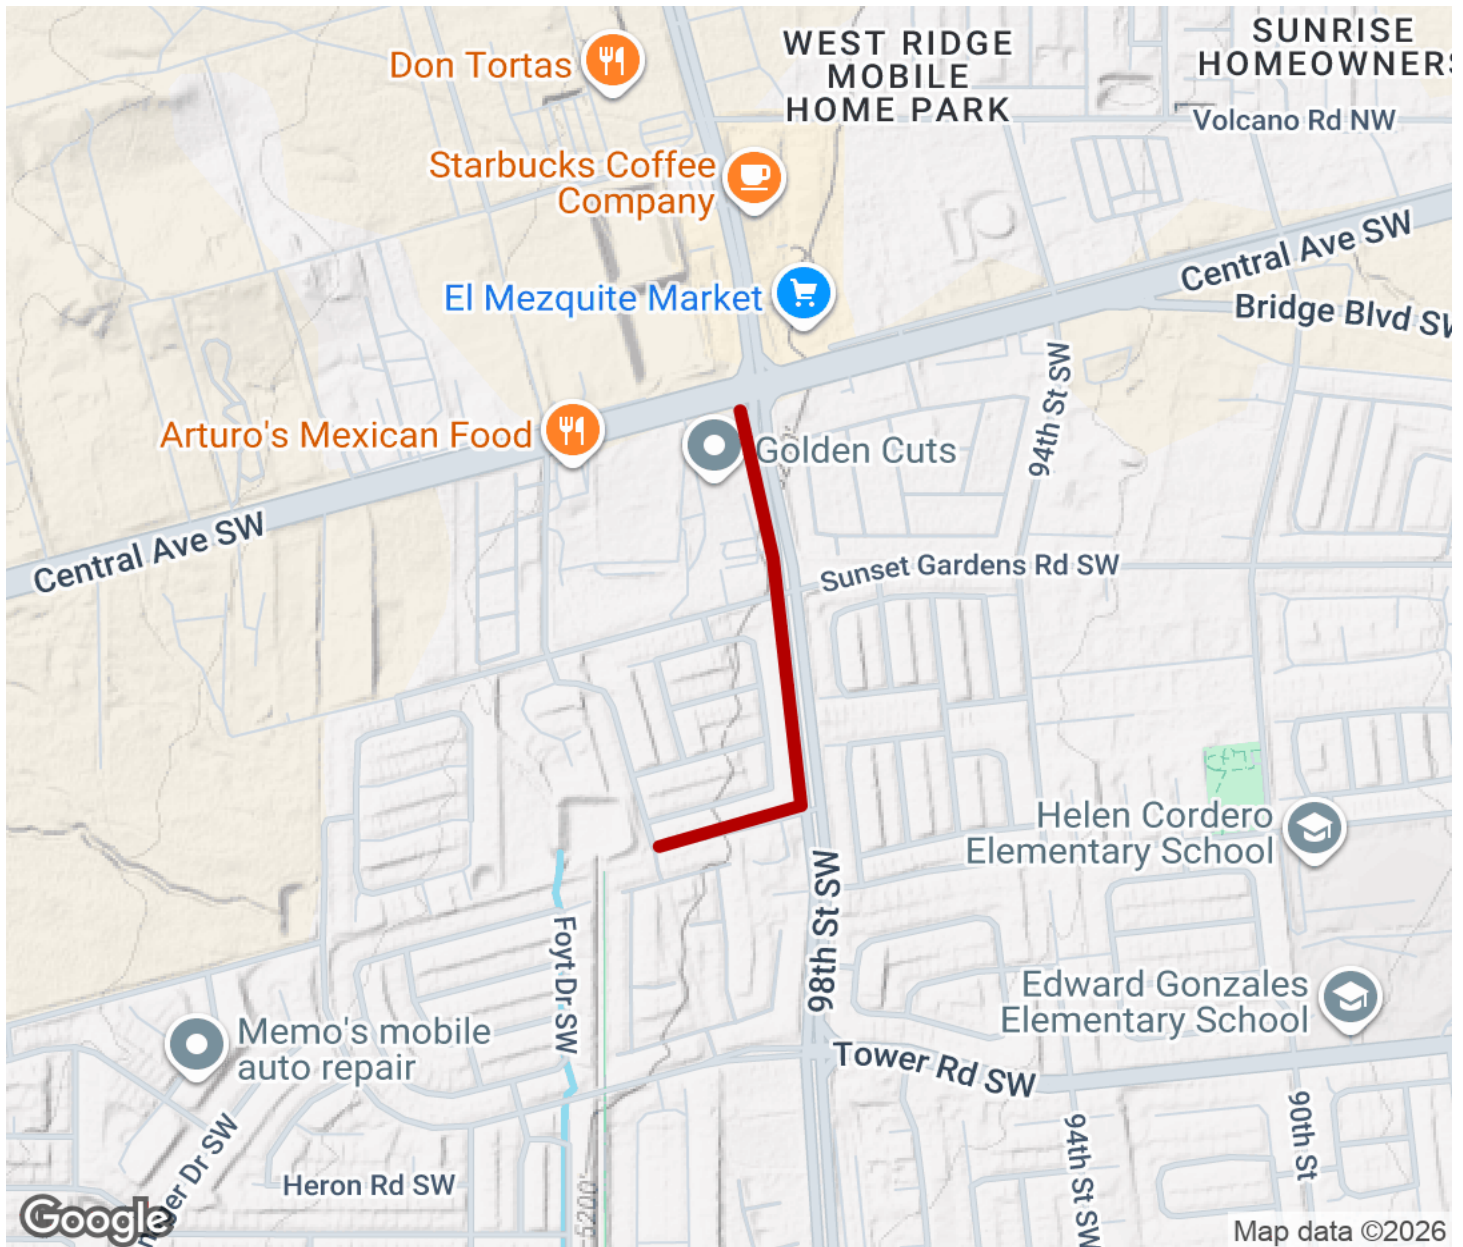 WEST RIDGE
MOBILE
HOME PARK
SUNRISE
HOMEOWNERS
Don Tortas
Volcano Rd NW
Starbucks Coffee
Company
Central Ave SW
El Mezquite Market
Bridge Blvd SW
94th St SW
Arturo's Mexican Food
Golden Cuts
Central Ave SW
Sunset Gardens Rd SW
Helen Cordero
Elementary School
98th St SW
Foyt Dr SW
Edward Gonzales
Elementary School
Memo's mobile
auto repair
Tower Rd SW
94th St SW
90th St
Dr SW
Heron Rd SW
5200'
Google
Map data ©2026